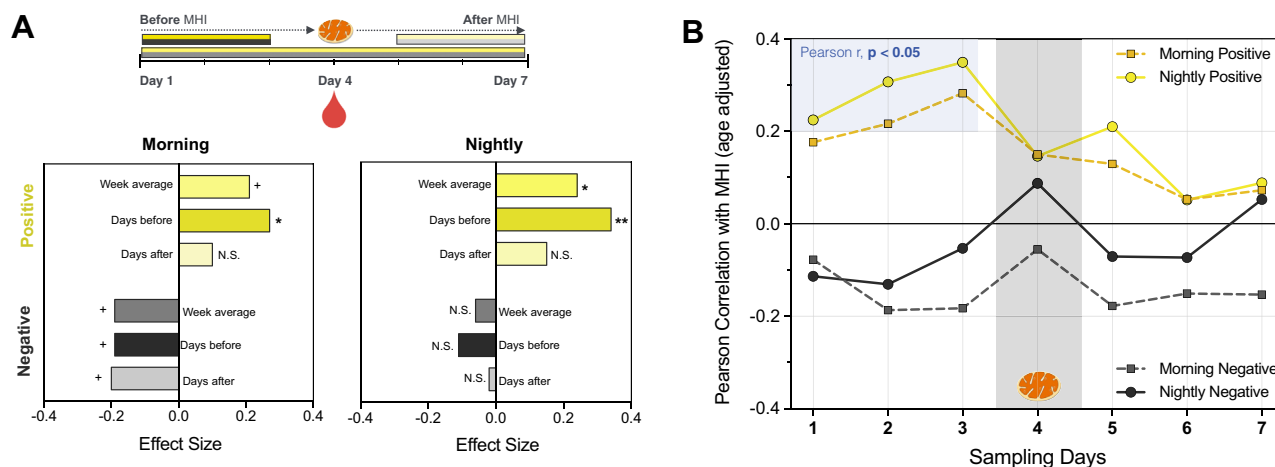 A
Before MHI
After MHI
Day 1
Day 4
Day 7
Morning
Positive
Week average
+
Days before
*
Days after
N.S.
Negative
+
Week average
+
Days before
+
Days after
-0.4
-0.2
0.0
0.2
0.4
Effect Size
Nightly
Week average
*
Days before
**
Days after
N.S.
N.S.
Week average
N.S.
Days before
N.S.
Days after
-0.4
-0.2
0.0
0.2
0.4
Effect Size
B
Pearson Correlation with MHI (age adjusted)
0.4
0.2
0.0
-0.2
-0.4
Pearson r, p < 0.05
Morning Positive
Nightly Positive
Morning Negative
Nightly Negative
1
2
3
4
5
6
7
Sampling Days